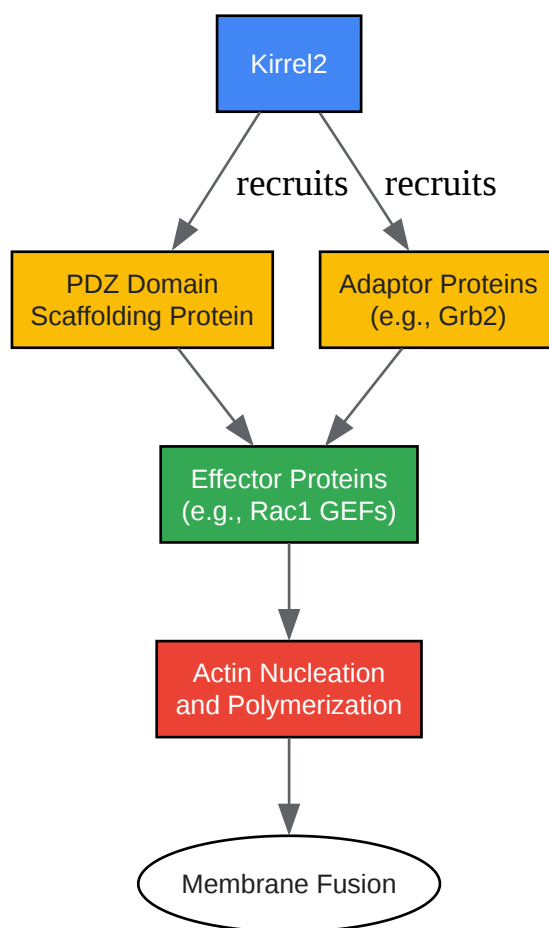 Kirrel2
recruits
recruits
PDZ Domain
Scaffolding Protein
Adaptor Proteins
(e.g., Grb2)
Effector Proteins
(e.g., Rac1 GEFs)
Actin Nucleation
and Polymerization
Membrane Fusion